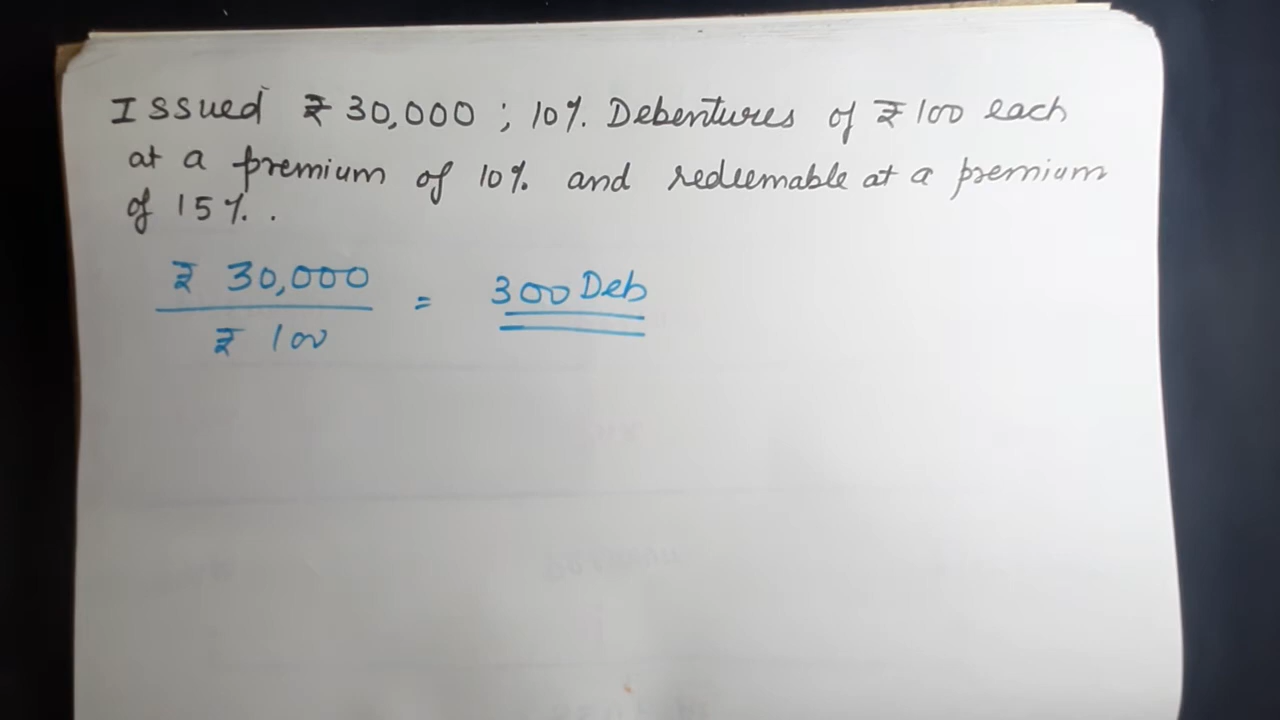 Issued ₹ 30,000 ; 10% Debentures of ₹ 100 each
at a premium of 10% and redeemable at a premium
of 15%.
₹ 30,000
₹ 100
= 300 Deb